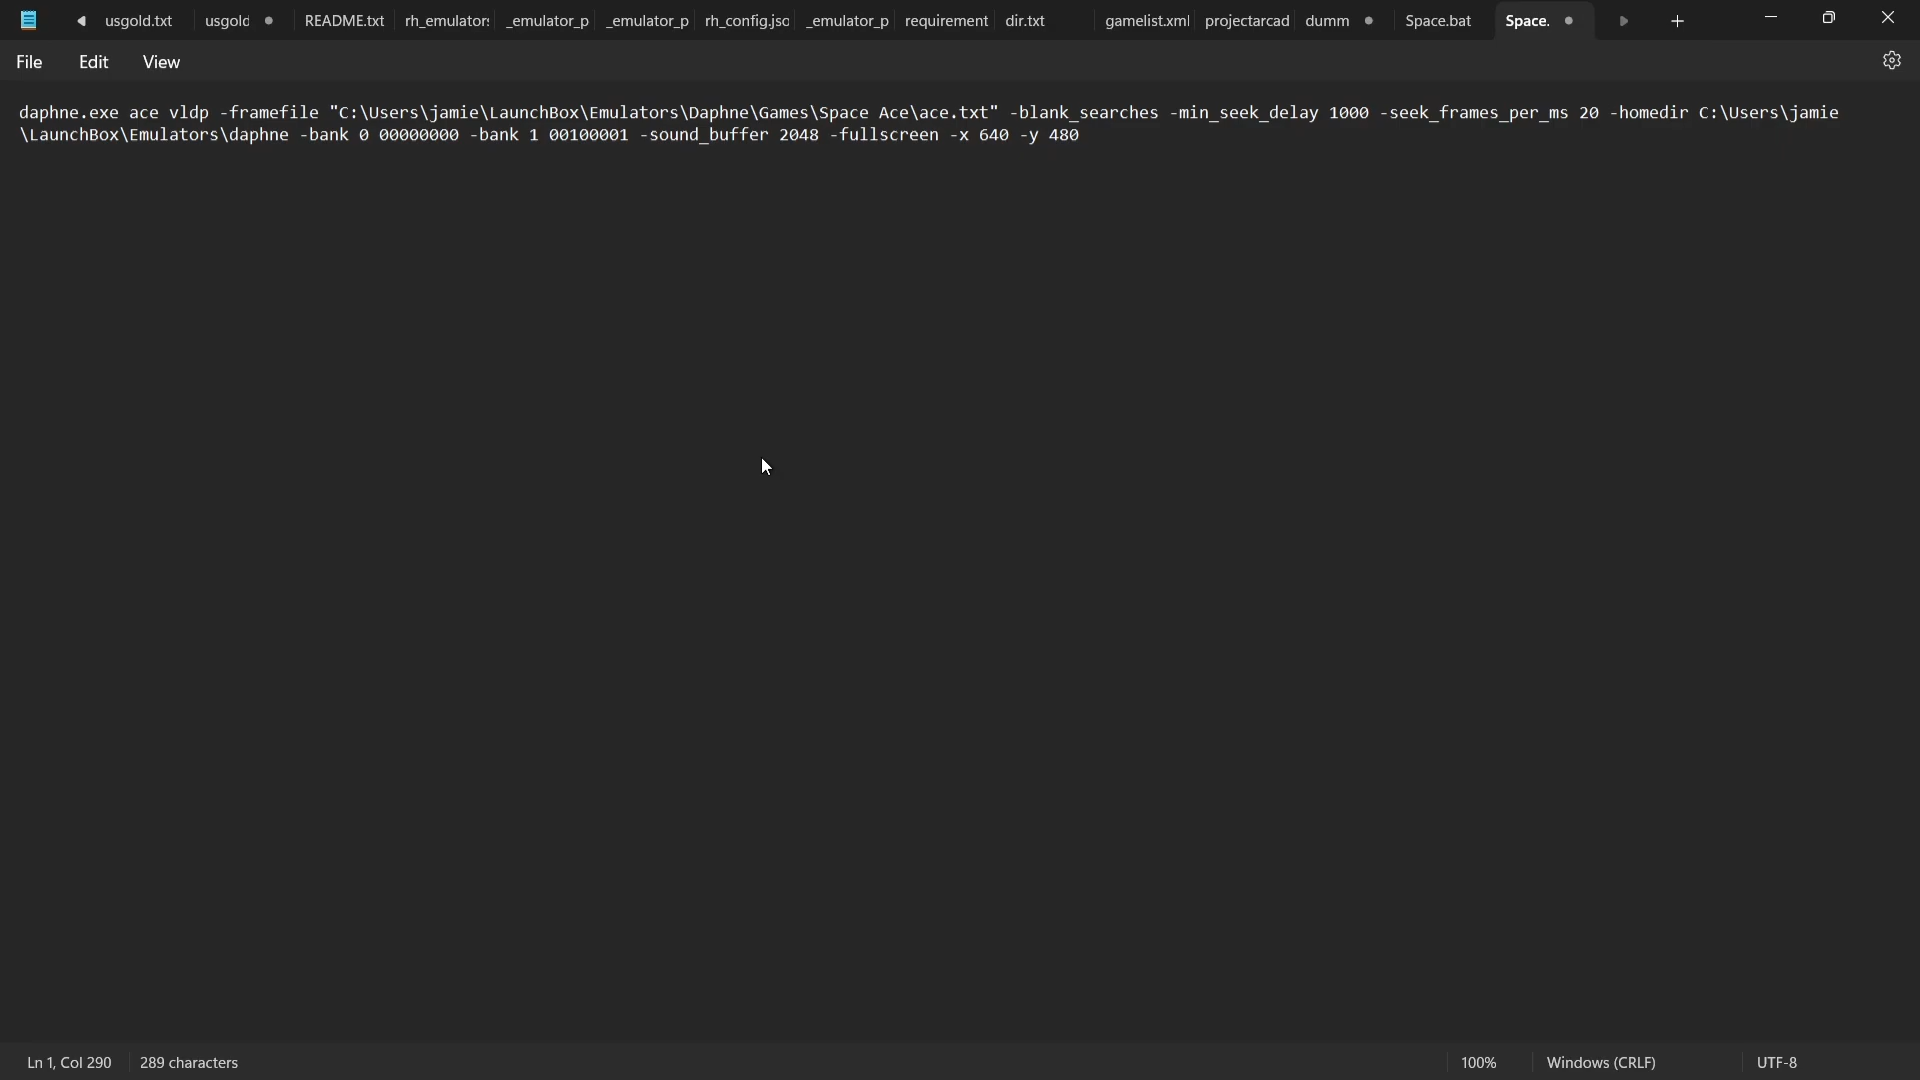 usgold.txt usgold README.txt rh_emulators _emulator_p _emulator_p rh_config.jsc _emulator_p requirement dir.txt gamelist.xml projectarcad dumm Space.bat Space.
File Edit View
daphne.exe ace vldp -framefile "C:\Users\jamie\LaunchBox\Emulators\Daphne\Games\Space Ace\ace.txt" -blank_searches -min_seek_delay 1000 -seek_frames_per_ms 20 -homedir C:\Users\jamie
\LaunchBox\Emulators\daphne -bank 0 00000000 -bank 1 00100001 -sound_buffer 2048 -fullscreen -x 640 -y 480
Ln 1, Col 290 289 characters 100% Windows (CRLF) UTF-8